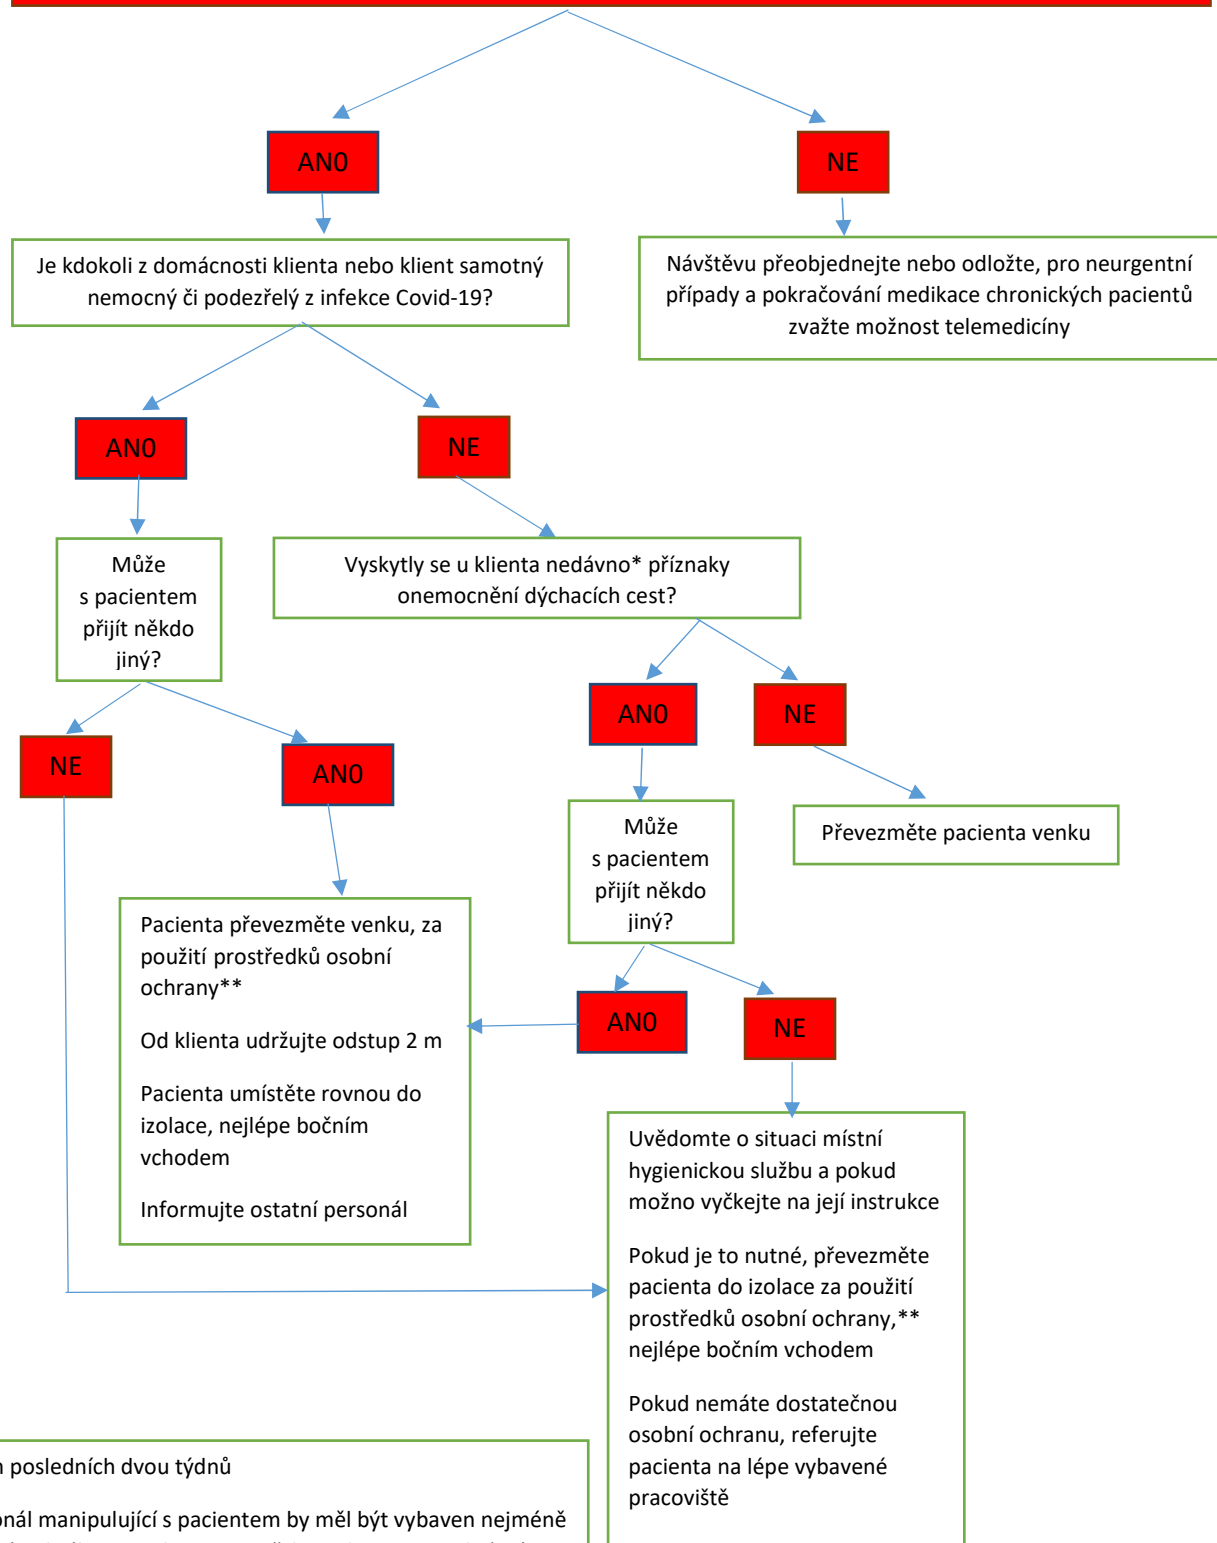 AN0
NE
Je kdokoli z domácnosti klienta nebo klient samotný
nemocný či podezřelý z infekce Covid-19?
Návštěvu přeobjednejte nebo odložte, pro neurgentní
případy a pokračování medikace chronických pacientů
zvažte možnost telemedicíny
AN0
NE
Může
s pacientem
přijít někdo
jiný?
Vyskytly se u klienta nedávno* příznaky
onemocnění dýchacích cest?
NE
AN0
AN0
NE
Může
s pacientem
přijít někdo
jiný?
Převezměte pacienta venku
Pacienta převezměte venku, za
použití prostředků osobní
ochrany**
Od klienta udržujte odstup 2 m
Pacienta umístěte rovnou do
izolace, nejlépe bočním
vchodem
Informujte ostatní personál
AN0
NE
Uvědomte o situaci místní
hygienickou službu a pokud
možno vyčkejte na její instrukce
Pokud je to nutné, převezměte
pacienta do izolace za použití
prostředků osobní ochrany,**
nejlépe bočním vchodem
Pokud nemáte dostatečnou
osobní ochranu, referujte
pacienta na lépe vybavené
pracoviště
posledních dvou týdnů
manipulující s pacientem by měl být vybaven nejméně